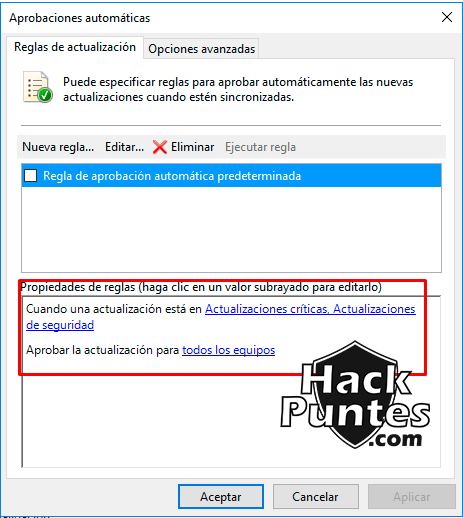 Aprobaciones automáticas
Reglas de actualización
Opciones avanzadas
Puede especificar reglas para aprobar automáticamente las nuevas
actualizaciones cuando estén sincronizadas.
Nueva regla... Editar... Eliminar Ejecutar regla
Regla de aprobación automática predeterminada
Propiedades de reglas (haga clic en un valor subrayado para editarlo)
Cuando una actualización está en Actualizaciones críticas, Actualizaciones
de seguridad
Aprobar la actualización para todos los equipos
Hack
Puntes
.com
Aceptar Cancelar Aplicar